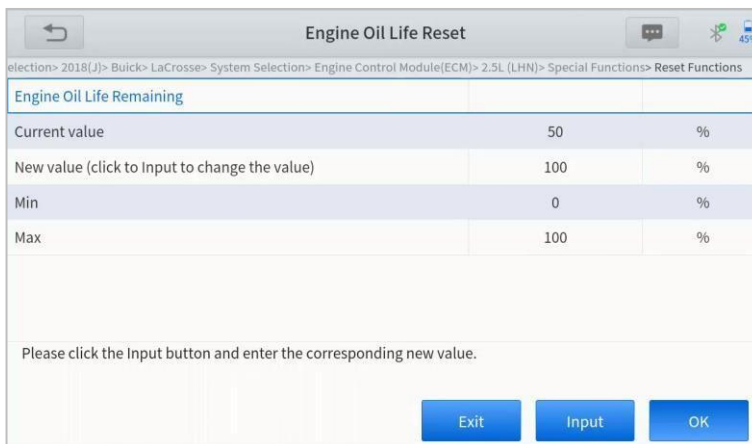 Engine Oil Life Reset
45%
election> 2018(J)> Buick> LaCrosse> System Selection> Engine Control Module(ECM)> 2.5L (LHN)> Special Functions> Reset Functions
Engine Oil Life Remaining
Current value 50 %
New value (click to Input to change the value) 100 %
Min 0 %
Max 100 %
Please click the Input button and enter the corresponding new value.
Exit Input OK